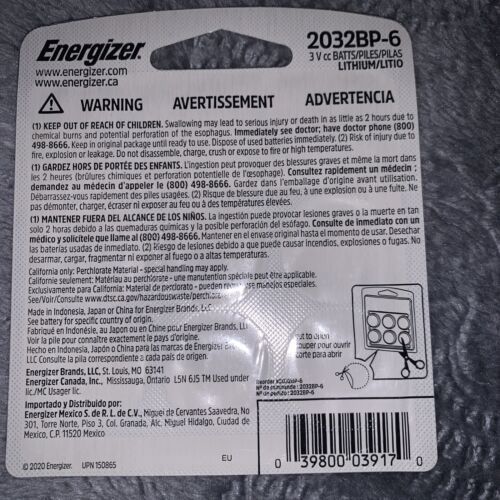 Energizer.
www.energizer.com
www.energizer.ca
2032BP-6
3 V cc BATTS/PILES/PILAS
LITHIUM/LITIO
WARNING AVERTISSEMENT ADVERTENCIA
(1) KEEP OUT OF REACH OF CHILDREN. Swallowing may lead to serious injury or death in as little as 2 hours due to
chemical burns and potential perforation of the esophagus. Immediately see doctor; have doctor phone (800)
498-8666. Keep in original package until ready to use. Dispose of used batteries immediately. (2) Risk of injury due to
fire, explosion or leakage. Do not disassemble, charge, crush or expose to fire or high temperatures.
(1) GARDEZ HORS DE PORTÉE DES ENFANTS. L'ingestion peut provoquer des blessures graves et même la mort dans
les 2 heures (brûlures chimiques et perforation potentielle de l'œsophage). Consultez rapidement un médecin :
demandez au médecin d'appeler le (800) 498-8666. Gardez dans l'emballage d'origine avant utilisation.
Débarrassez-vous rapidement des piles usagées. (2) Risque de blessure due au feu, à une explosion ou à une fuite. Ne
pas démonter, charger, écraser ni exposer au feu ou à des températures élevées.
(1) MANTENER FUERA DEL ALCANCE DE LOS NIÑOS. La ingestión puede provocar lesiones graves o la muerte en tan
solo 2 horas debido a las quemaduras químicas y la posible perforación del esófago. Consulte de inmediato con un
médico y solicítele que llame al (800) 498-8666. Mantener en el envase original hasta el momento de usar. Desechar
las baterías usadas de inmediato. (2) Riesgo de lesiones debido a que puede causar incendios, explosiones o fugas. No
desarmar, cargar, fragmentar ni exponer al fuego o a altas temperaturas.
California only: Perchlorate Material - special handling may apply.
Californie seulement: Matériau au perchlorate - une manutention spéciale peut être applicable.
Exclusivamente para California: Material de perclorato - pueden requerirse manejos especiales.
See/Voir/Consulte www.dtsc.ca.gov/hazardouswaste/perchlorate
Made in Indonesia, Japan or China for Energizer Brands, LLC
See battery for specific country of origin.
Fabriqué en Indonésie, au Japon ou en Chine pour Energizer Brands, LLC
Voir la pile pour connaître exactement le pays d'origine.
Hecho en Indonesia, Japón o China para las marcas de Energizer
LLC Consulte la pila correspondiente a cada país de origen.
Energizer Brands, LLC, St. Louis, MO 63141
Energizer Canada, Inc., Mississauga, Ontario L5N 6J5 TM Used under
lic./MC Usager lic.
Importado y Distribuido por:
Energizer Mexico S. de R. L. de C.V., Miguel de Cervantes Saavedra, No
301, Torre Norte, Piso 3, Col. Granada, Alc. Miguel Hidalgo, Ciudad de
México, C.P. 11520 Mexico
to open
couper pour ouvrir
Corte para abrir
2032BP-6
2032BP-6
© 2020 Energizer. UPN 150865
EU
0 39800 03917 0